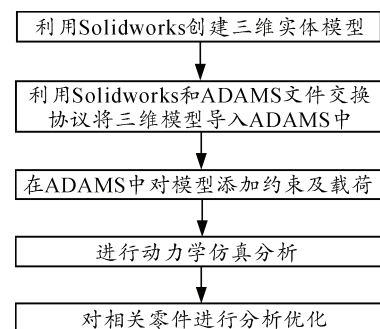 利用Solidworks创建三维实体模型
利用Solidworks和ADAMS文件交换
协议将三维模型导入ADAMS中
在ADAMS中对模型添加约束及载荷
进行动力学仿真分析
对相关零件进行分析优化